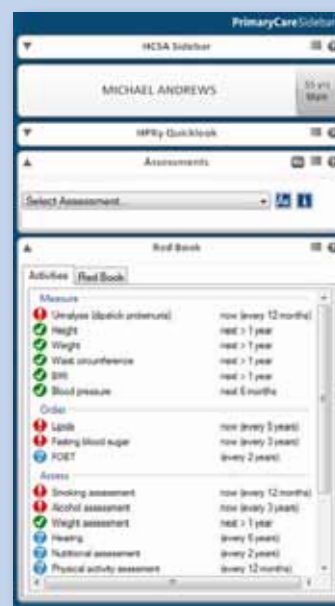 PrimaryCare Sidebar
HCSA Sidebar
MICHAEL ANDREWS
55 yrs
Male
Quicklook
Assessments
Select Assessment...
Red Book
Activities Red Book
Measure
Urinalysis (dipstick proteinuria) now (every 12 months)
Height next > 1 year
Weight next > 1 year
Waist circumference next > 1 year
BMI next > 1 year
Blood pressure next 6 months
Order
Lipids now (every 5 years)
Fasting blood sugar now (every 3 years)
FOBT (every 2 years)
Assess
Smoking assessment now (every 12 months)
Alcohol assessment now (every 3 years)
Weight assessment next > 1 year
Hearing (every 5 years)
Nutritional assessment (every 2 years)
Physical activity assessment (every 12 months)